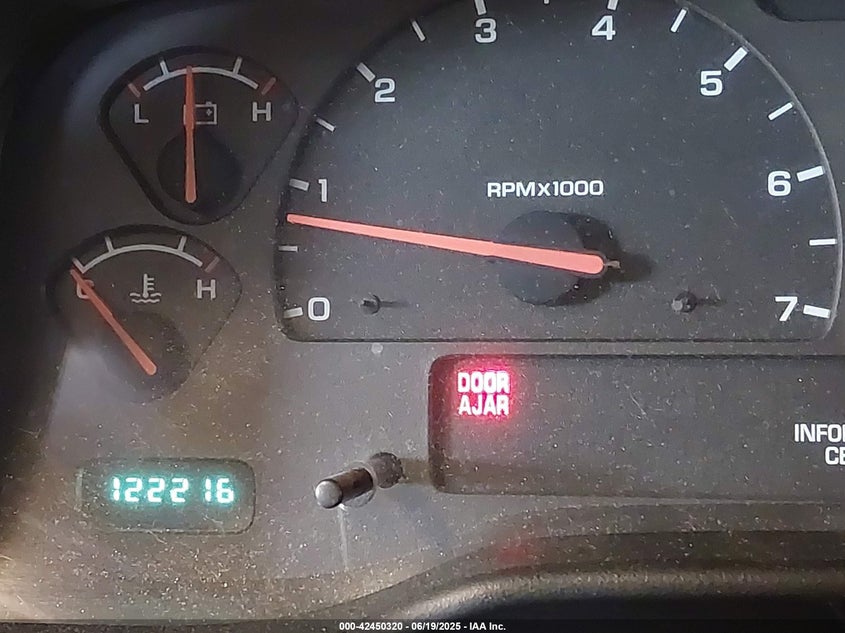 3
4
2
5
L
H
RPMx1000
1
6
C
H
0
7
DOOR
AJAR
INFO
CE
122216
000-42450320 - 06/19/2025 - IAA Inc.